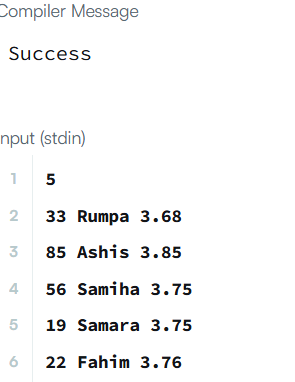 Compiler Message
Success
nput (stdin)
1 5
2 33 Rumpa 3.68
3 85 Ashis 3.85
4 56 Samiha 3.75
5 19 Samara 3.75
6 22 Fahim 3.76